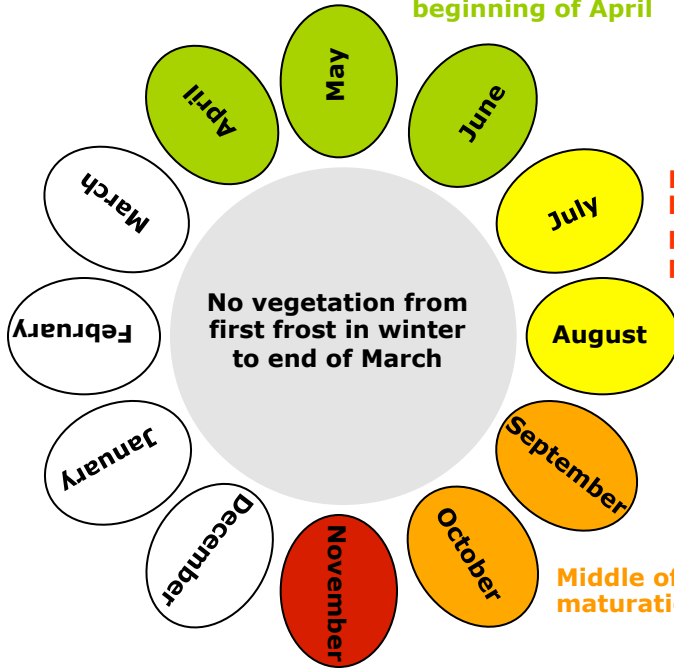 beginning of April
May
June
July
August
September
October
November
December
January
February
March
April
No vegetation from
first frost in winter
to end of March
Middle of